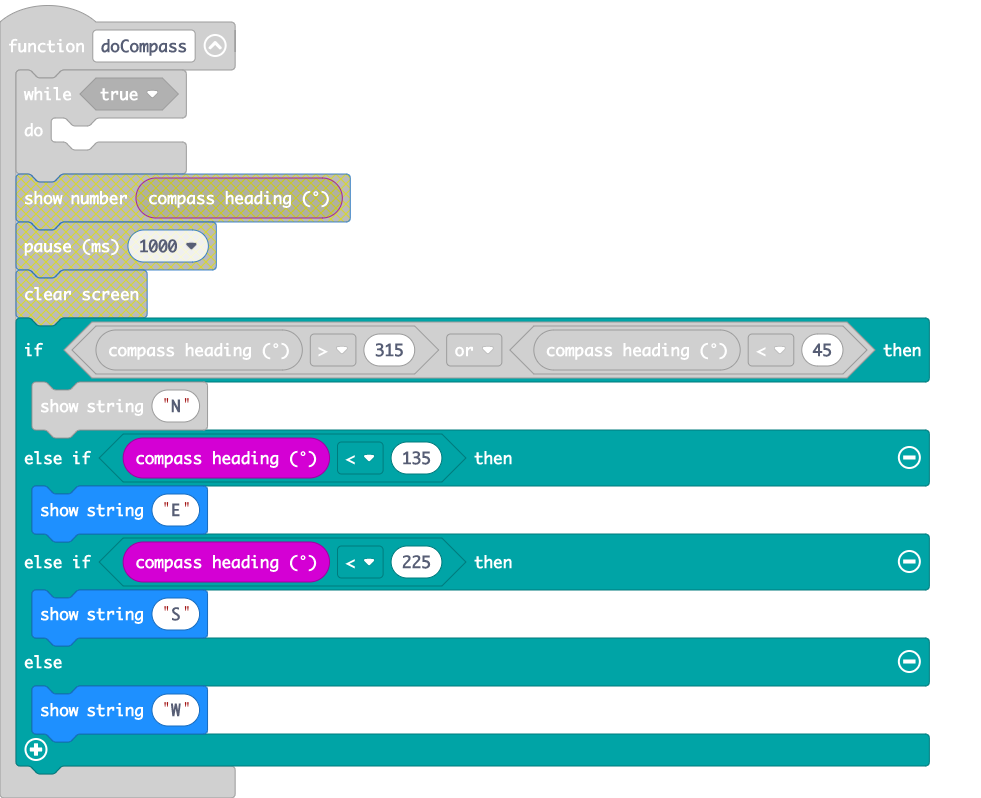 function doCompass
while true
do
show number compass heading (°)
pause (ms) 1000
clear screen
if compass heading (°) > 315 or compass heading (°) < 45 then
show string "N"
else if compass heading (°) < 135 then
show string "E"
else if compass heading (°) < 225 then
show string "S"
else
show string "W"